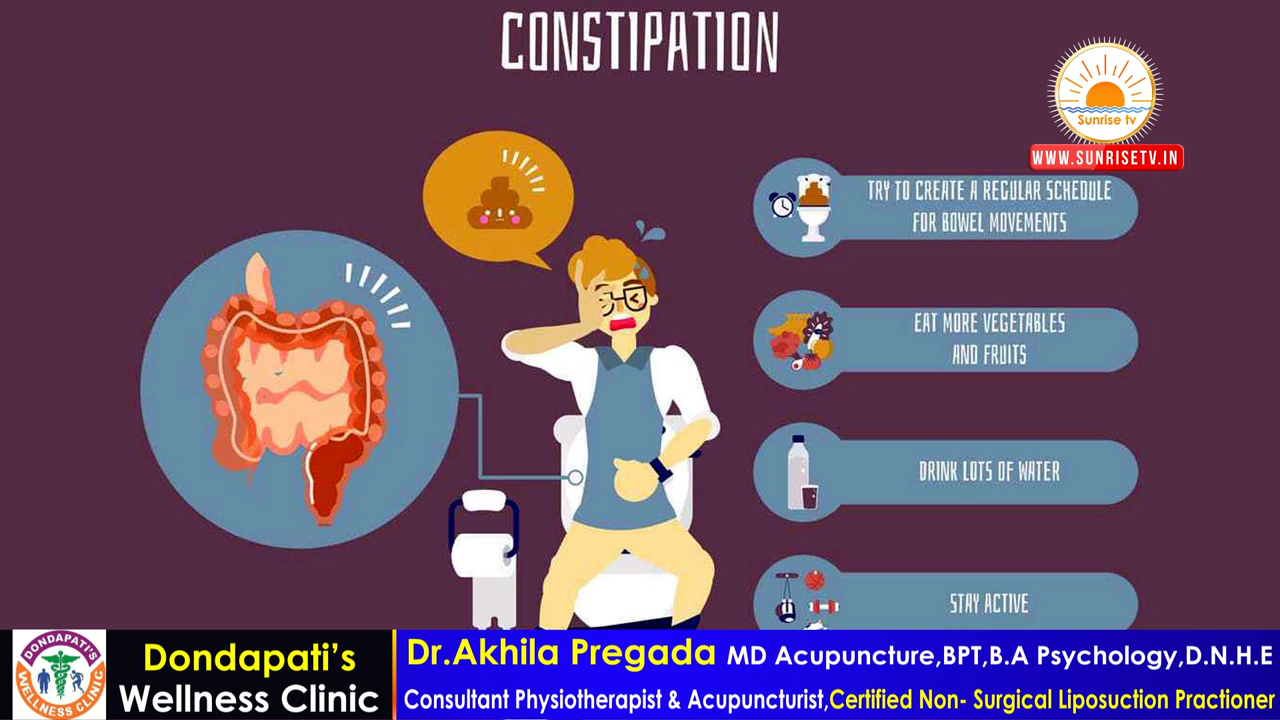 CONSTIPATION
Sunrise tv
WWW.SUNRISETV.IN
TRY TO CREATE A REGULAR SCHEDULE
FOR BOWEL MOVEMENTS
EAT MORE VEGETABLES
AND FRUITS
DRINK LOTS OF WATER
STAY ACTIVE
DONDAPATI'S
WELLNESS CLINIC
Dondapati's
Wellness Clinic
Dr.Akhila Pregada MD Acupuncture,BPT,B.A Psychology,D.N.H.E
Consultant Physiotherapist & Acupuncturist,Certified Non- Surgical Liposuction Practioner